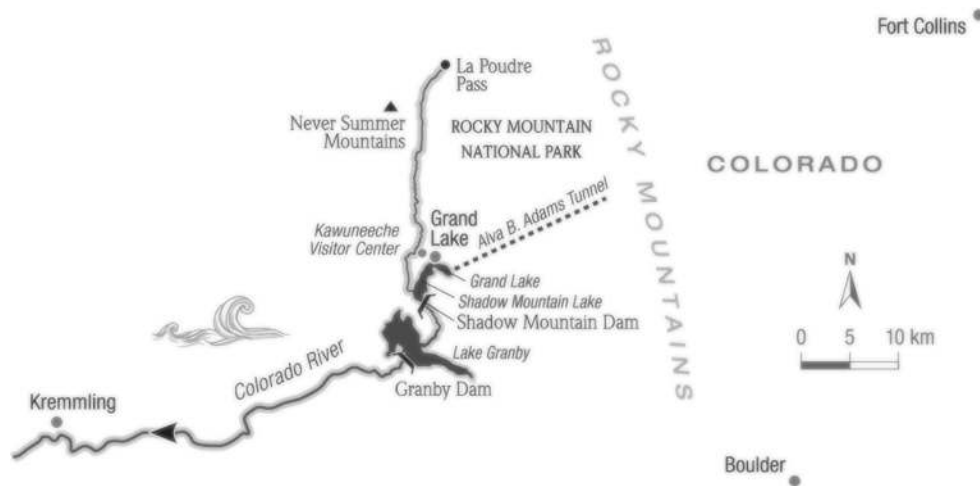 Fort Collins
La Poudre
Pass
Never Summer
Mountains
ROCKY MOUNTAIN
NATIONAL PARK
ROCKY MOUNTAINS
COLORADO
Alva B. Adams Tunnel
Kawuneeche
Visitor Center
Grand
Lake
Grand Lake
Shadow Mountain Lake
Shadow Mountain Dam
Lake Granby
Colorado River
Granby Dam
Kremmling
N
0 5 10 km
Boulder